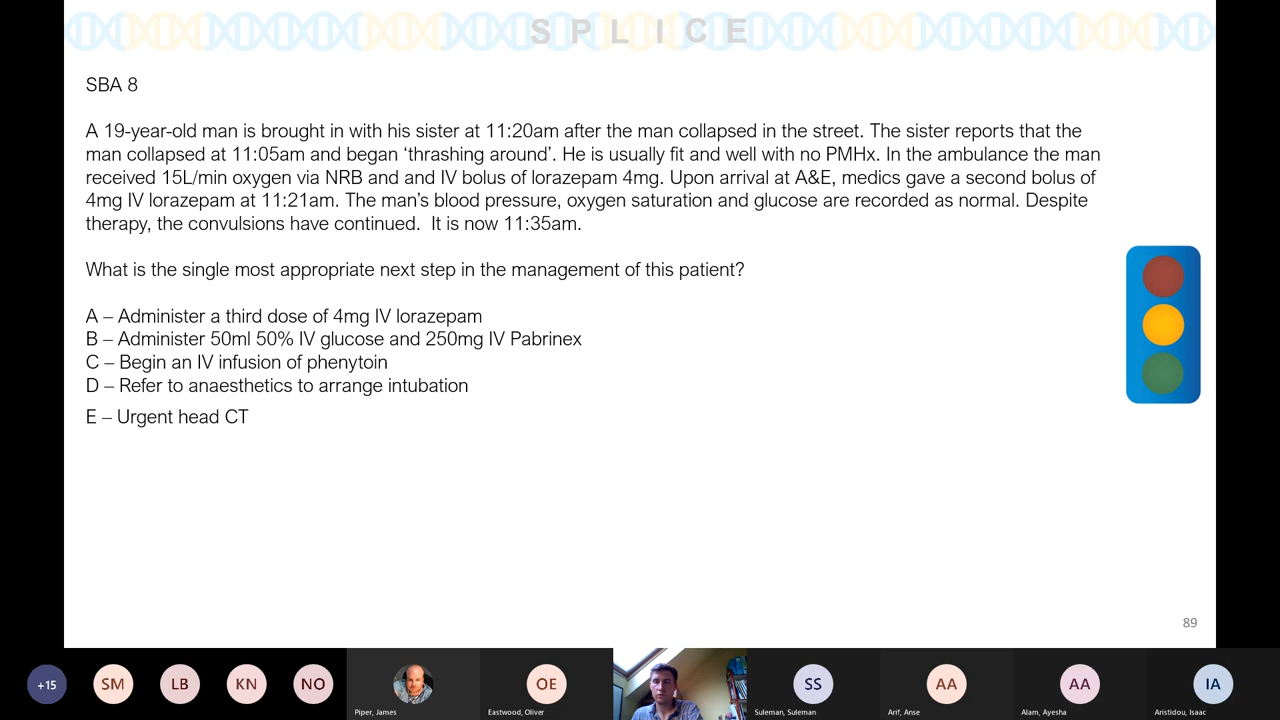 S P L I C E
SBA 8
A 19-year-old man is brought in with his sister at 11:20am after the man collapsed in the street. The sister reports that the
man collapsed at 11:05am and began ‘thrashing around’. He is usually fit and well with no PMHx. In the ambulance the man
received 15L/min oxygen via NRB and and IV bolus of lorazepam 4mg. Upon arrival at A&E, medics gave a second bolus of
4mg IV lorazepam at 11:21am. The man’s blood pressure, oxygen saturation and glucose are recorded as normal. Despite
therapy, the convulsions have continued.  It is now 11:35am.
What is the single most appropriate next step in the management of this patient?
A – Administer a third dose of 4mg IV lorazepam
B – Administer 50ml 50% IV glucose and 250mg IV Pabrinex
C – Begin an IV infusion of phenytoin
D – Refer to anaesthetics to arrange intubation
E – Urgent head CT
89
+15 SM LB KN NO OE SS AA AA IA
Piper, James Eastwood, Oliver Suleman, Suleman Arif, Anse Alam, Ayesha Aristidou, Isaac